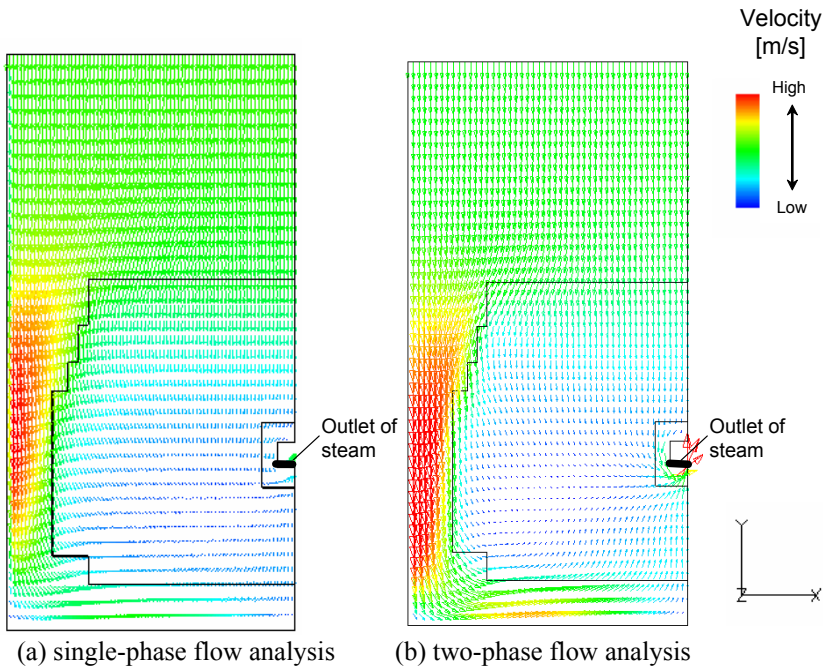 Velocity
[m/s]
High
Low
Outlet of
steam
Outlet of
steam
Y
Z
X
(a) single-phase flow analysis
(b) two-phase flow analysis